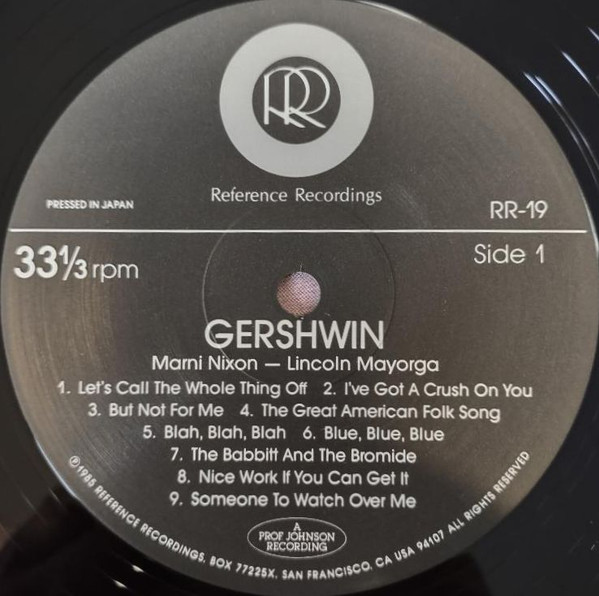 RR
Reference Recordings
PRESSED IN JAPAN
RR-19
33⅓ rpm
Side 1
GERSHWIN
Marni Nixon — Lincoln Mayorga
1. Let's Call The Whole Thing Off 2. I've Got A Crush On You
3. But Not For Me 4. The Great American Folk Song
5. Blah, Blah, Blah 6. Blue, Blue, Blue
7. The Babbitt And The Bromide
8. Nice Work If You Can Get It
9. Someone To Watch Over Me
A
PROF JOHNSON
RECORDING
℗1985 REFERENCE RECORDINGS, BOX 77225X, SAN FRANCISCO, CA USA 94107 ALL RIGHTS RESERVED